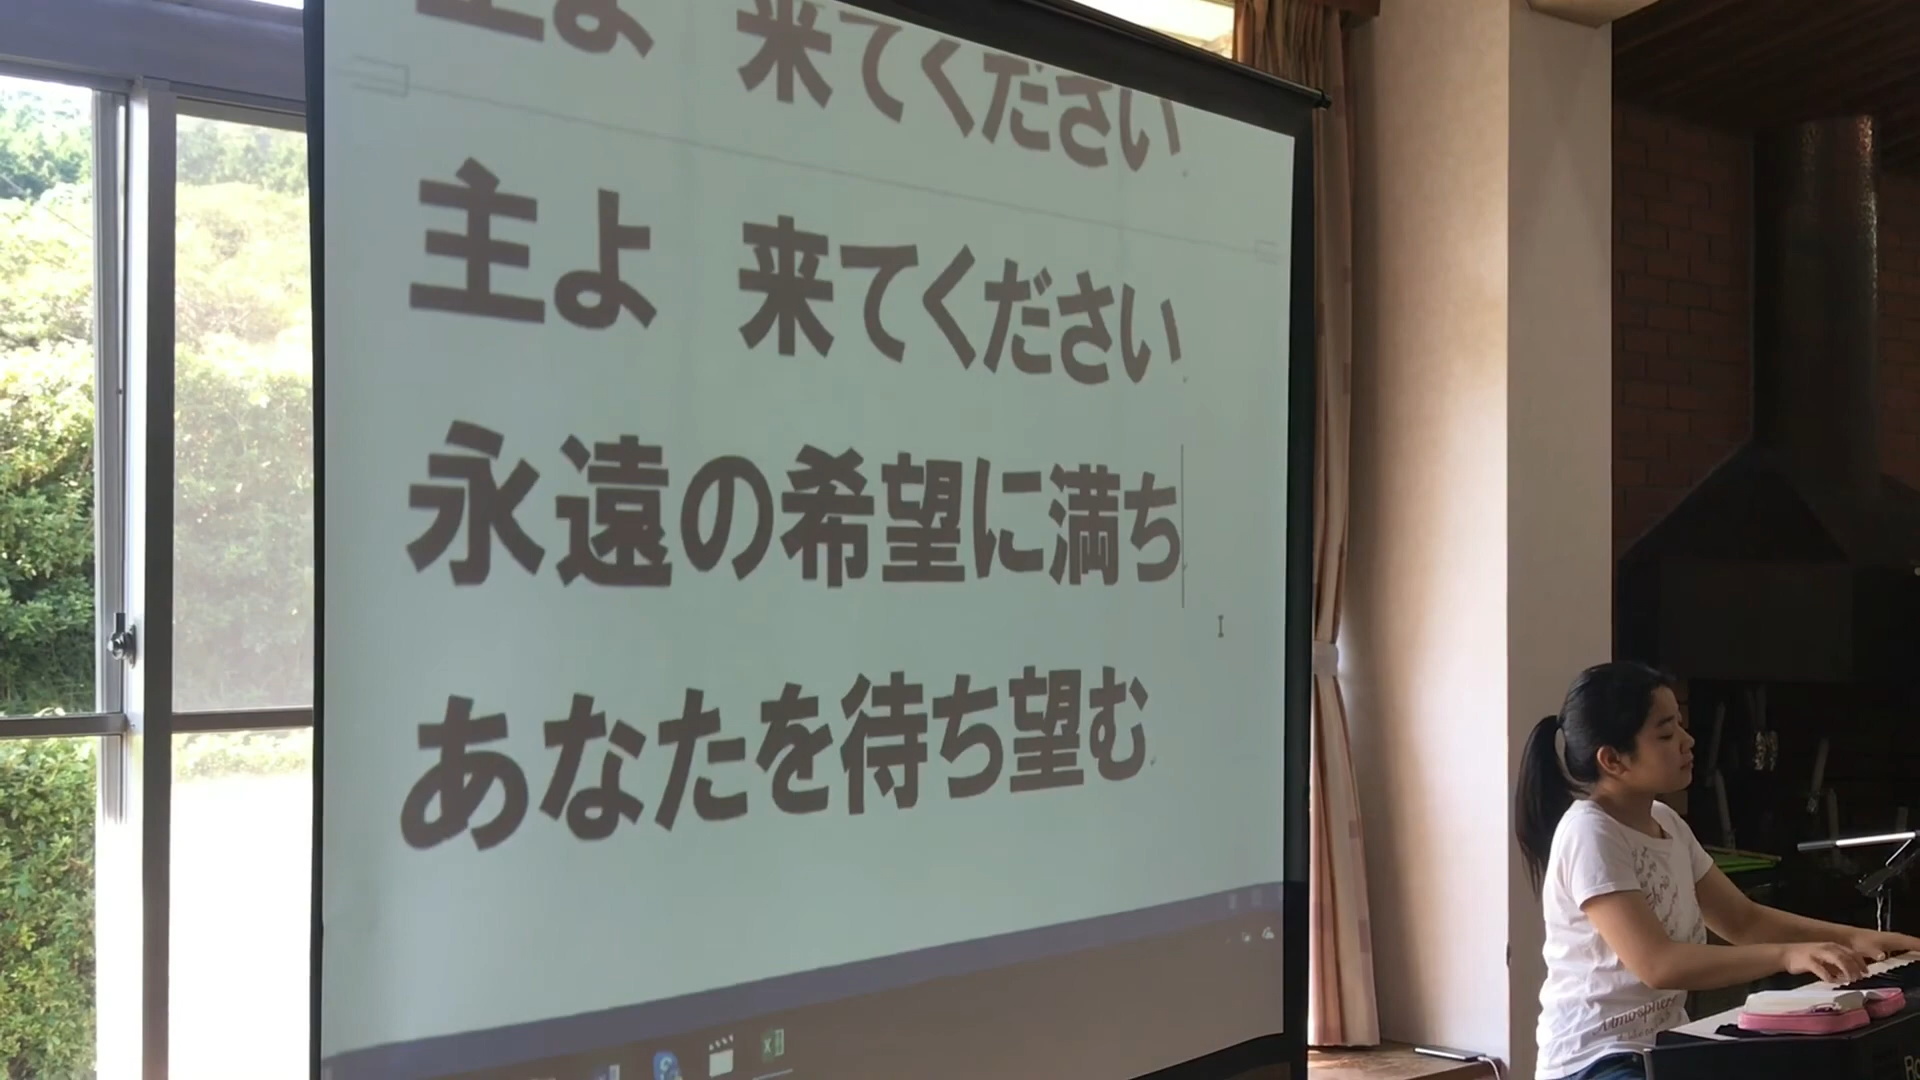 主よ 来てください
主よ 来てください
永遠の希望に満ち
あなたを待ち望む
Atmosphere